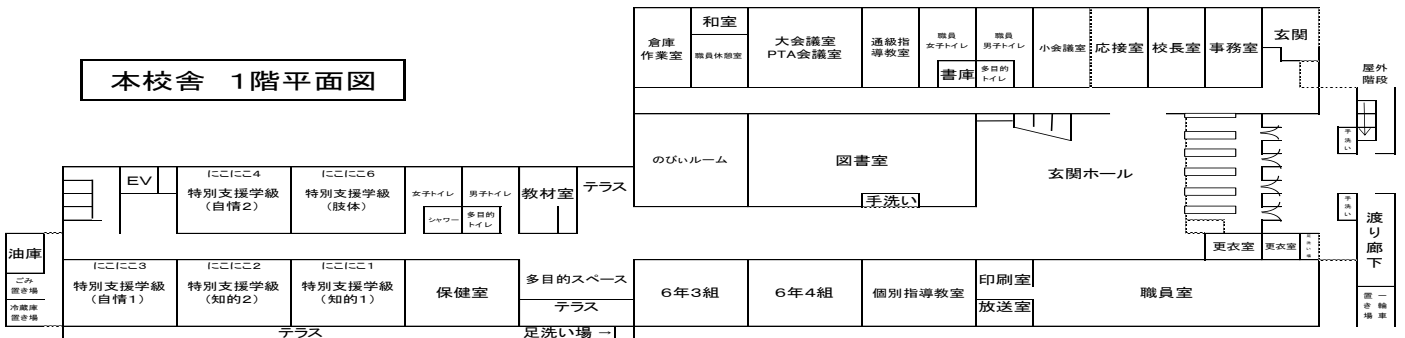 本校舎 1階平面図
倉庫
作業室
和室
職員休憩室
大会議室
PTA会議室
通級指
導教室
職員
女子トイレ
職員
男子トイレ
書庫
多目的
トイレ
小会議室
応接室
校長室
事務室
玄関
屋外
階段
手洗い
のびぃルーム
図書室
手洗い
玄関ホール
EV
にこにこ4
特別支援学級
(自情2)
にこにこ6
特別支援学級
(肢体)
女子トイレ
男子トイレ
シャワー
多目的
トイレ
教材室
テラス
手洗い
渡り廊下
更衣室
更衣室
油庫
ごみ
置き場
冷蔵庫
置き場
にこにこ3
特別支援学級
(自情1)
にこにこ2
特別支援学級
(知的2)
にこにこ1
特別支援学級
(知的1)
保健室
多目的スペース
テラス
6年3組
6年4組
個別指導教室
印刷室
放送室
職員室
一輪車
置き場
テラス
足洗い場→